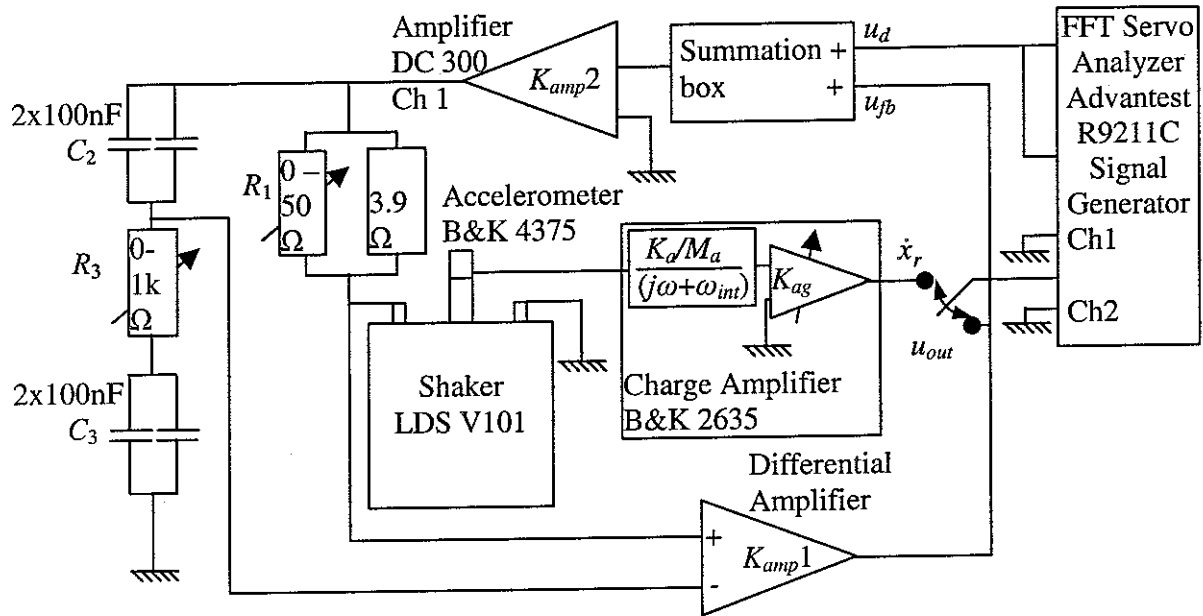 Amplifier
DC 300
Ch 1
K_amp2
Summation +
box +
u_d
u_fb
FFT Servo
Analyzer
Advantest
R9211C
Signal
Generator
Ch1
Ch2
2x100nF
C_2
R_1
0 –
50
Ω
3.9
Ω
Accelerometer
B&K 4375
R_3
0-
1k
Ω
K_a/M_a
(jω+ω_int)
K_ag
ẋ_r
u_out
Charge Amplifier
B&K 2635
Shaker
LDS V101
2x100nF
C_3
Differential
Amplifier
+
K_amp1
-